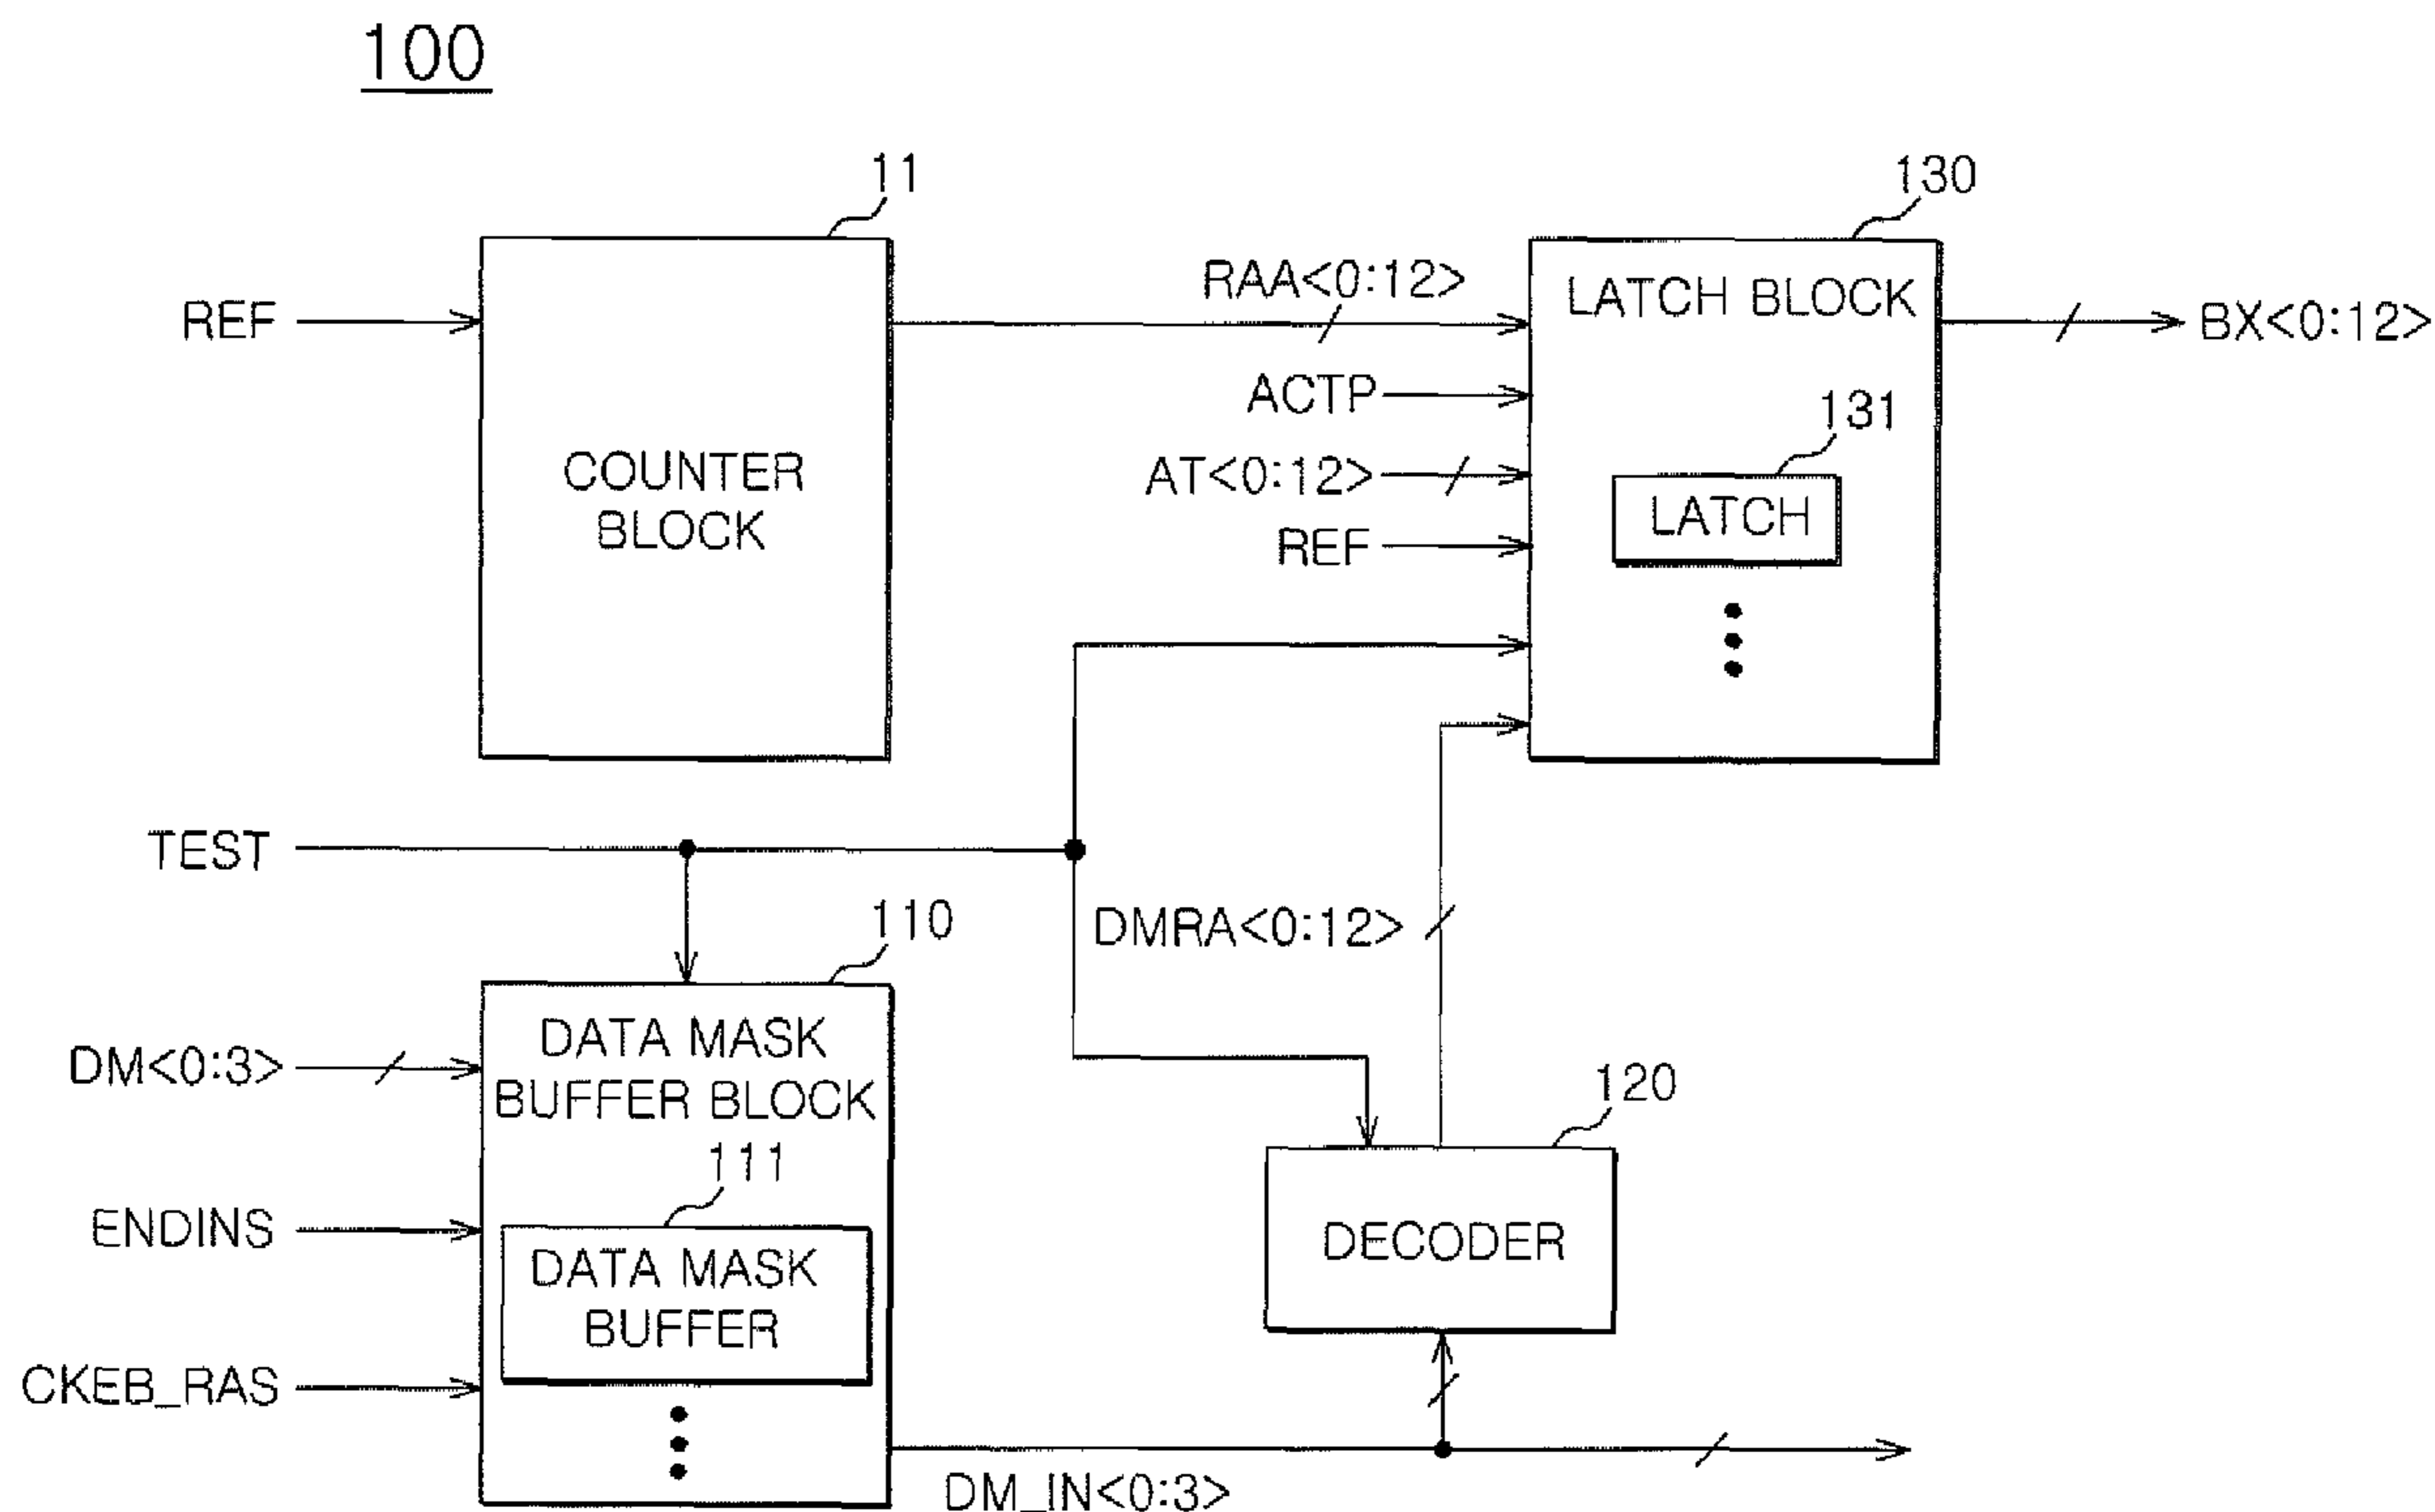 100
11
130
REF
COUNTER
BLOCK
RAA<0:12>
ACTP
AT<0:12>
REF
LATCH BLOCK
131
LATCH
BX<0:12>
TEST
110
DMRA<0:12>
DM<0:3>
ENDINS
CKEB_RAS
DATA MASK
BUFFER BLOCK
111
DATA MASK
BUFFER
120
DECODER
DM_IN<0:3>